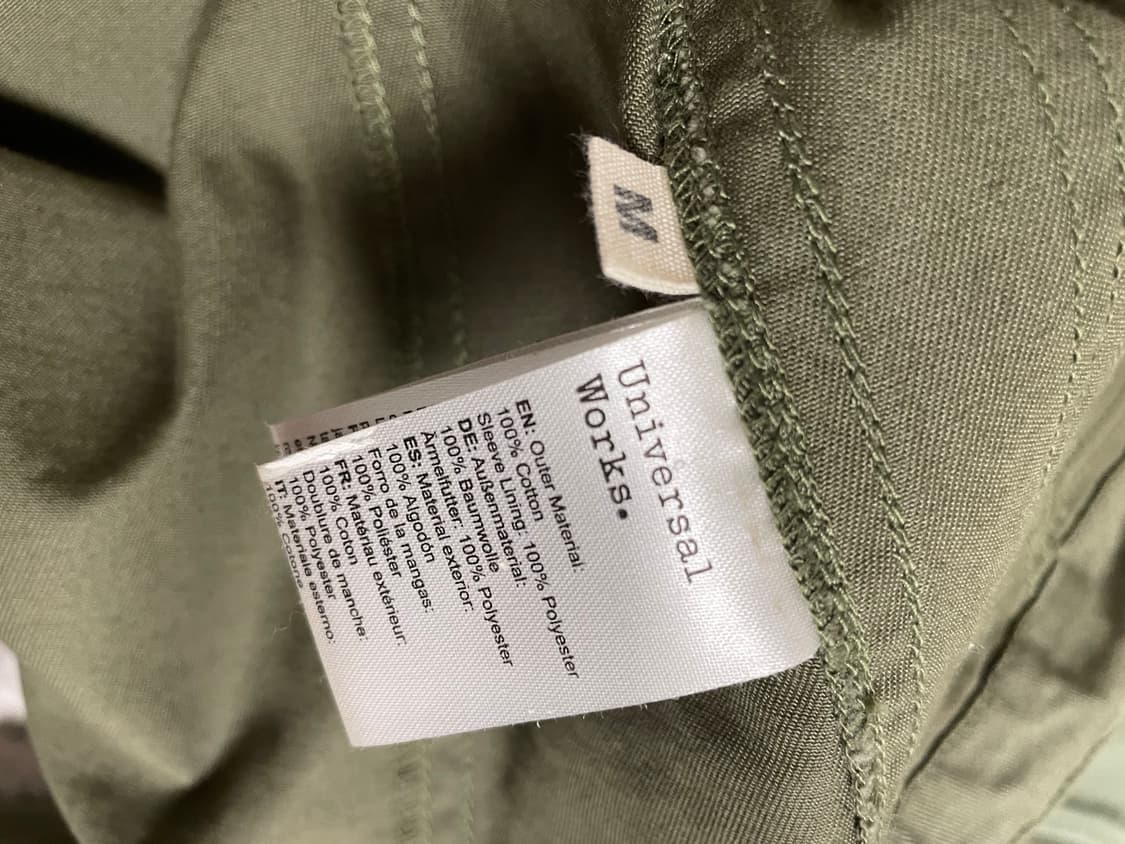 M
Universal
Works.
EN: Outer Material:
100% Cotton
Sleeve Lining: 100% Polyester
DE: Außenmaterial:
100% Baumwolle
Ärmelfutter: 100% Polyester
ES: Material exterior:
100% Algodón
Forro de la mangas:
100% Poliéster
FR: Matériau extérieur:
100% Coton
Doublure de manche:
100% Polyester
IT: Materiale esterno:
100% Cotone